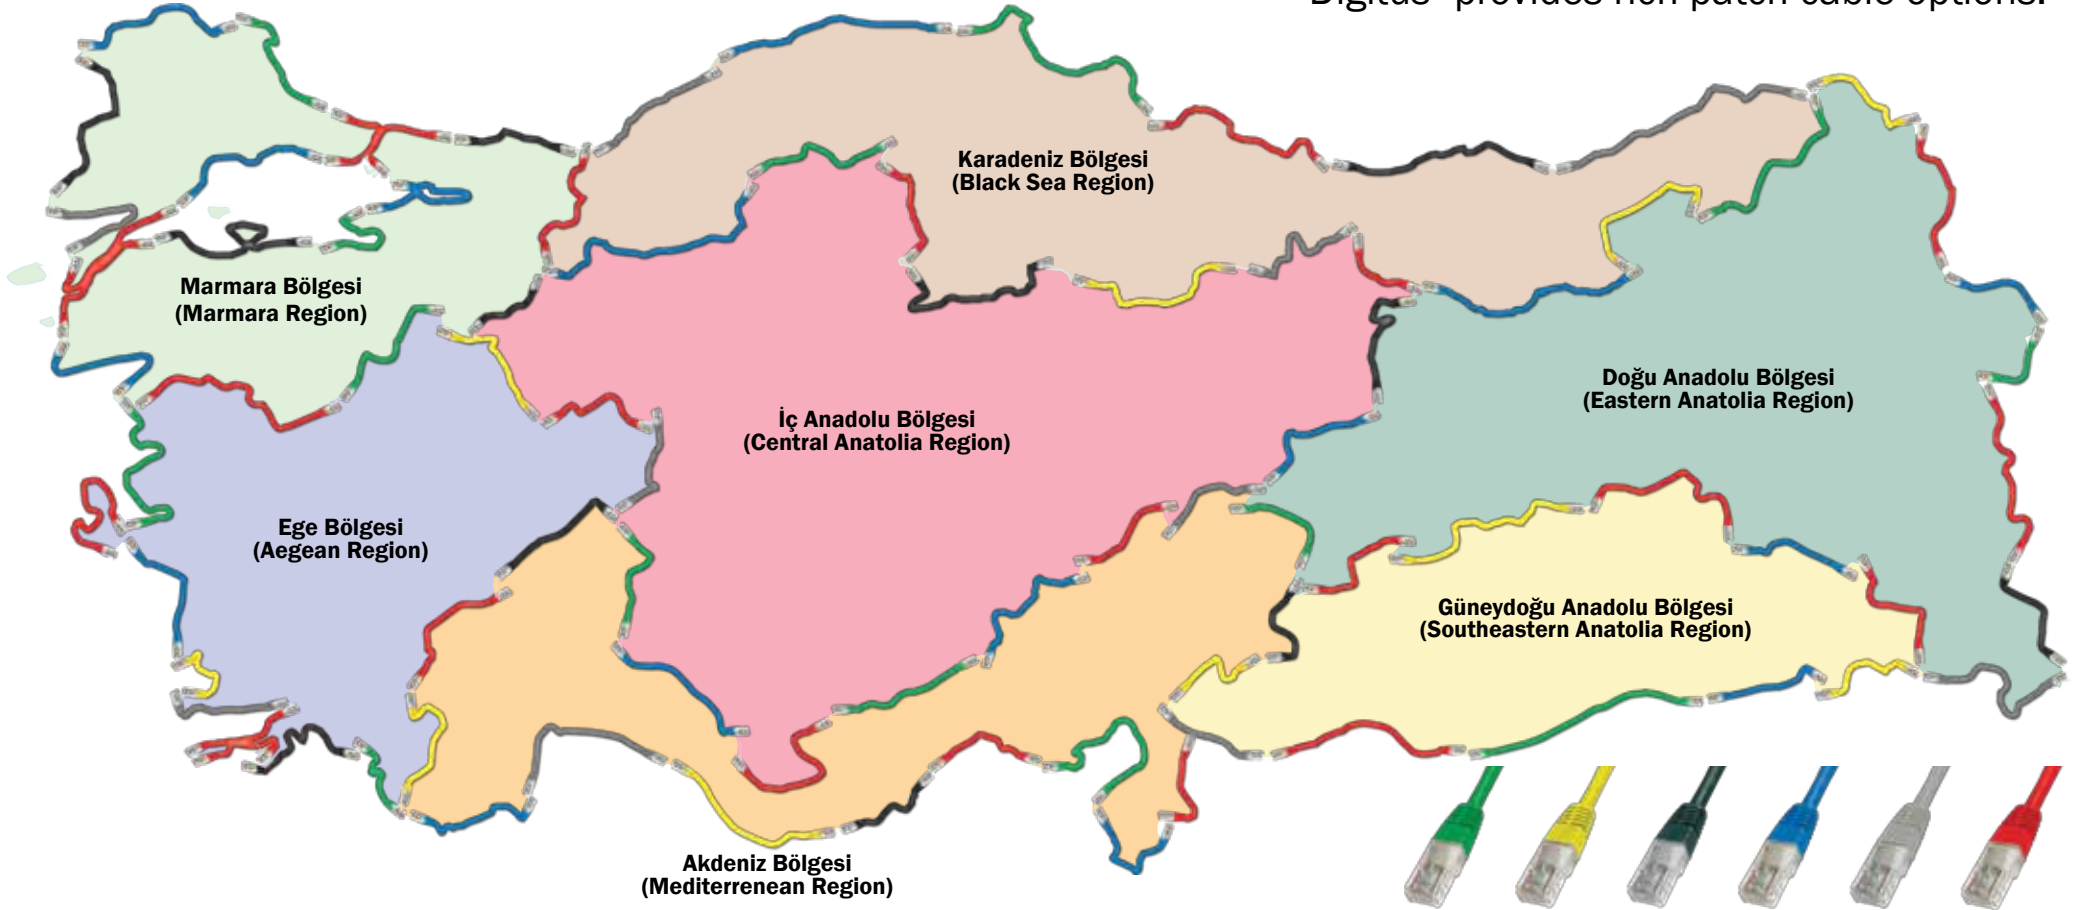 Digitus® provides rich patch cable options.
Karadeniz Bölgesi
(Black Sea Region)
Marmara Bölgesi
(Marmara Region)
Doğu Anadolu Bölgesi
(Eastern Anatolia Region)
İç Anadolu Bölgesi
(Central Anatolia Region)
Ege Bölgesi
(Aegean Region)
Güneydoğu Anadolu Bölgesi
(Southeastern Anatolia Region)
Akdeniz Bölgesi
(Mediterrenean Region)